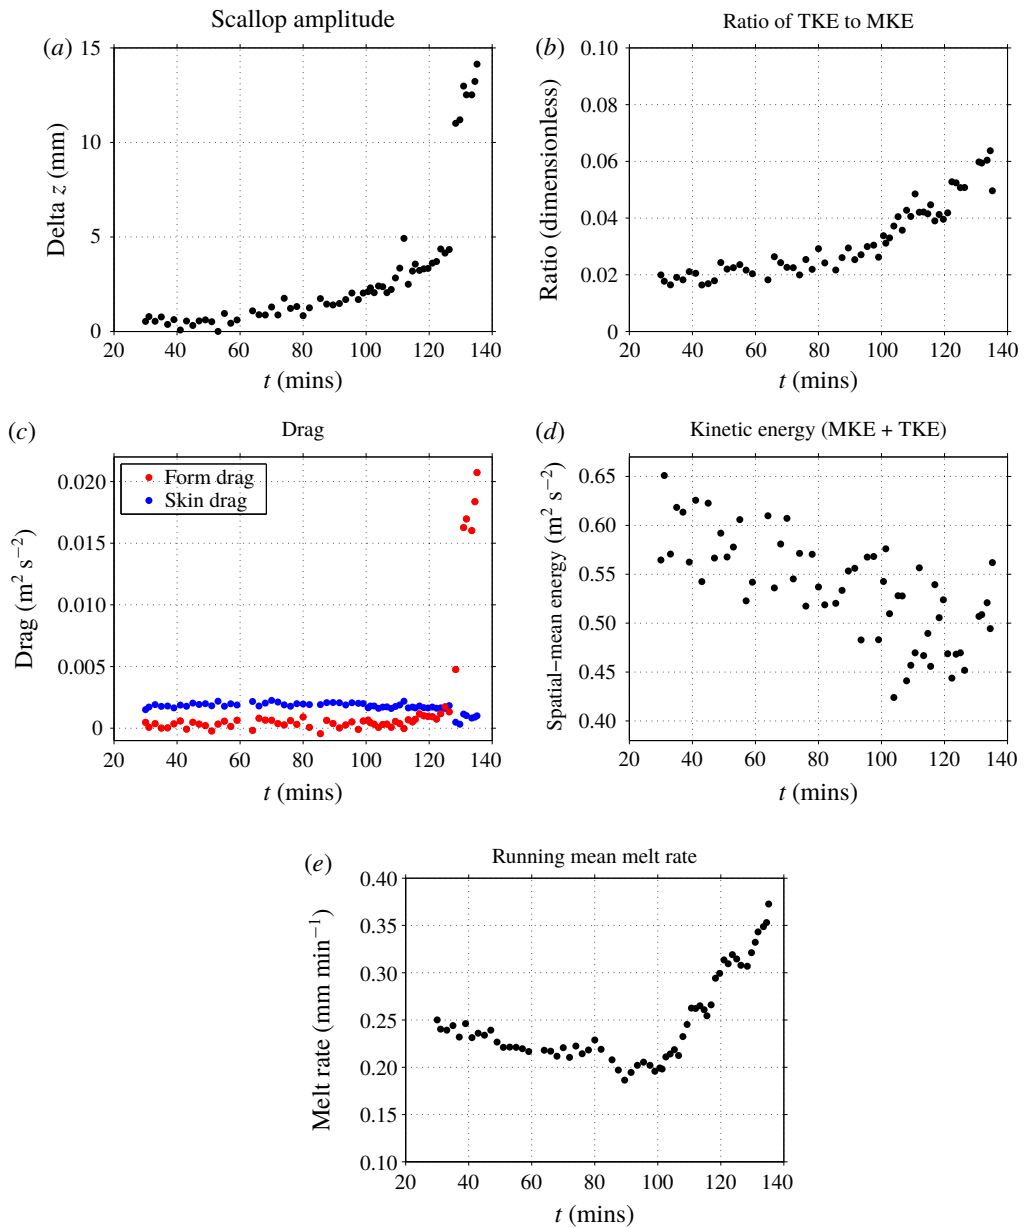 Scallop amplitude
(a)
15
10
5
0
Delta z (mm)
20 40 60 80 100 120 140
t (mins)
Ratio of TKE to MKE
(b)
0.10
0.08
0.06
0.04
0.02
0
Ratio (dimensionless)
20 40 60 80 100 120 140
t (mins)
(c)
Drag
Form drag
Skin drag
0.020
0.015
0.010
0.005
0
Drag (m² s⁻²)
20 40 60 80 100 120 140
t (mins)
(d)
Kinetic energy (MKE + TKE)
0.65
0.60
0.55
0.50
0.45
0.40
Spatial−mean energy (m² s⁻²)
20 40 60 80 100 120 140
t (mins)
(e)
Running mean melt rate
0.40
0.35
0.30
0.25
0.20
0.15
0.10
Melt rate (mm min⁻¹)
20 40 60 80 100 120 140
t (mins)